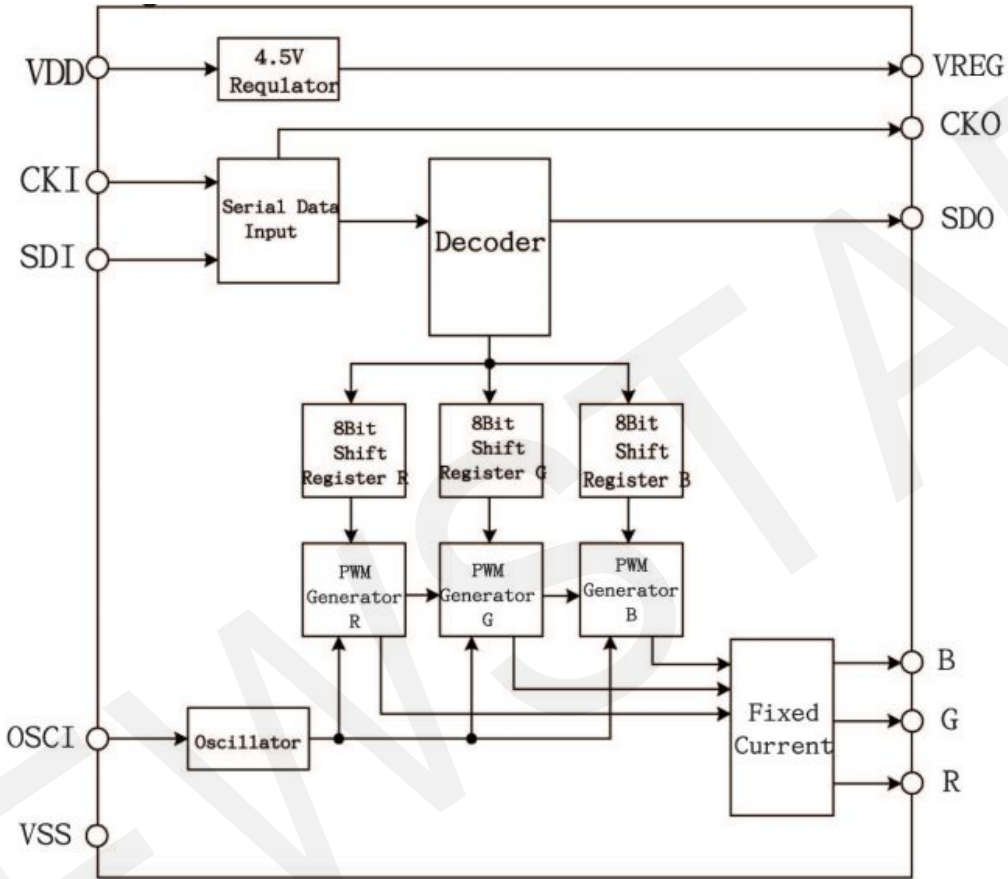 VDD
4.5V
Requlator
VREG
CKO
CKI
Serial Data
Input
SDI
Decoder
SDO
8Bit
Shift
Register R
8Bit
Shift
Register G
8Bit
Shift
Register B
PWM
Generator
R
PWM
Generator
G
PWM
Generator
B
OSCI
Oscillator
Fixed
Current
B
G
R
VSS